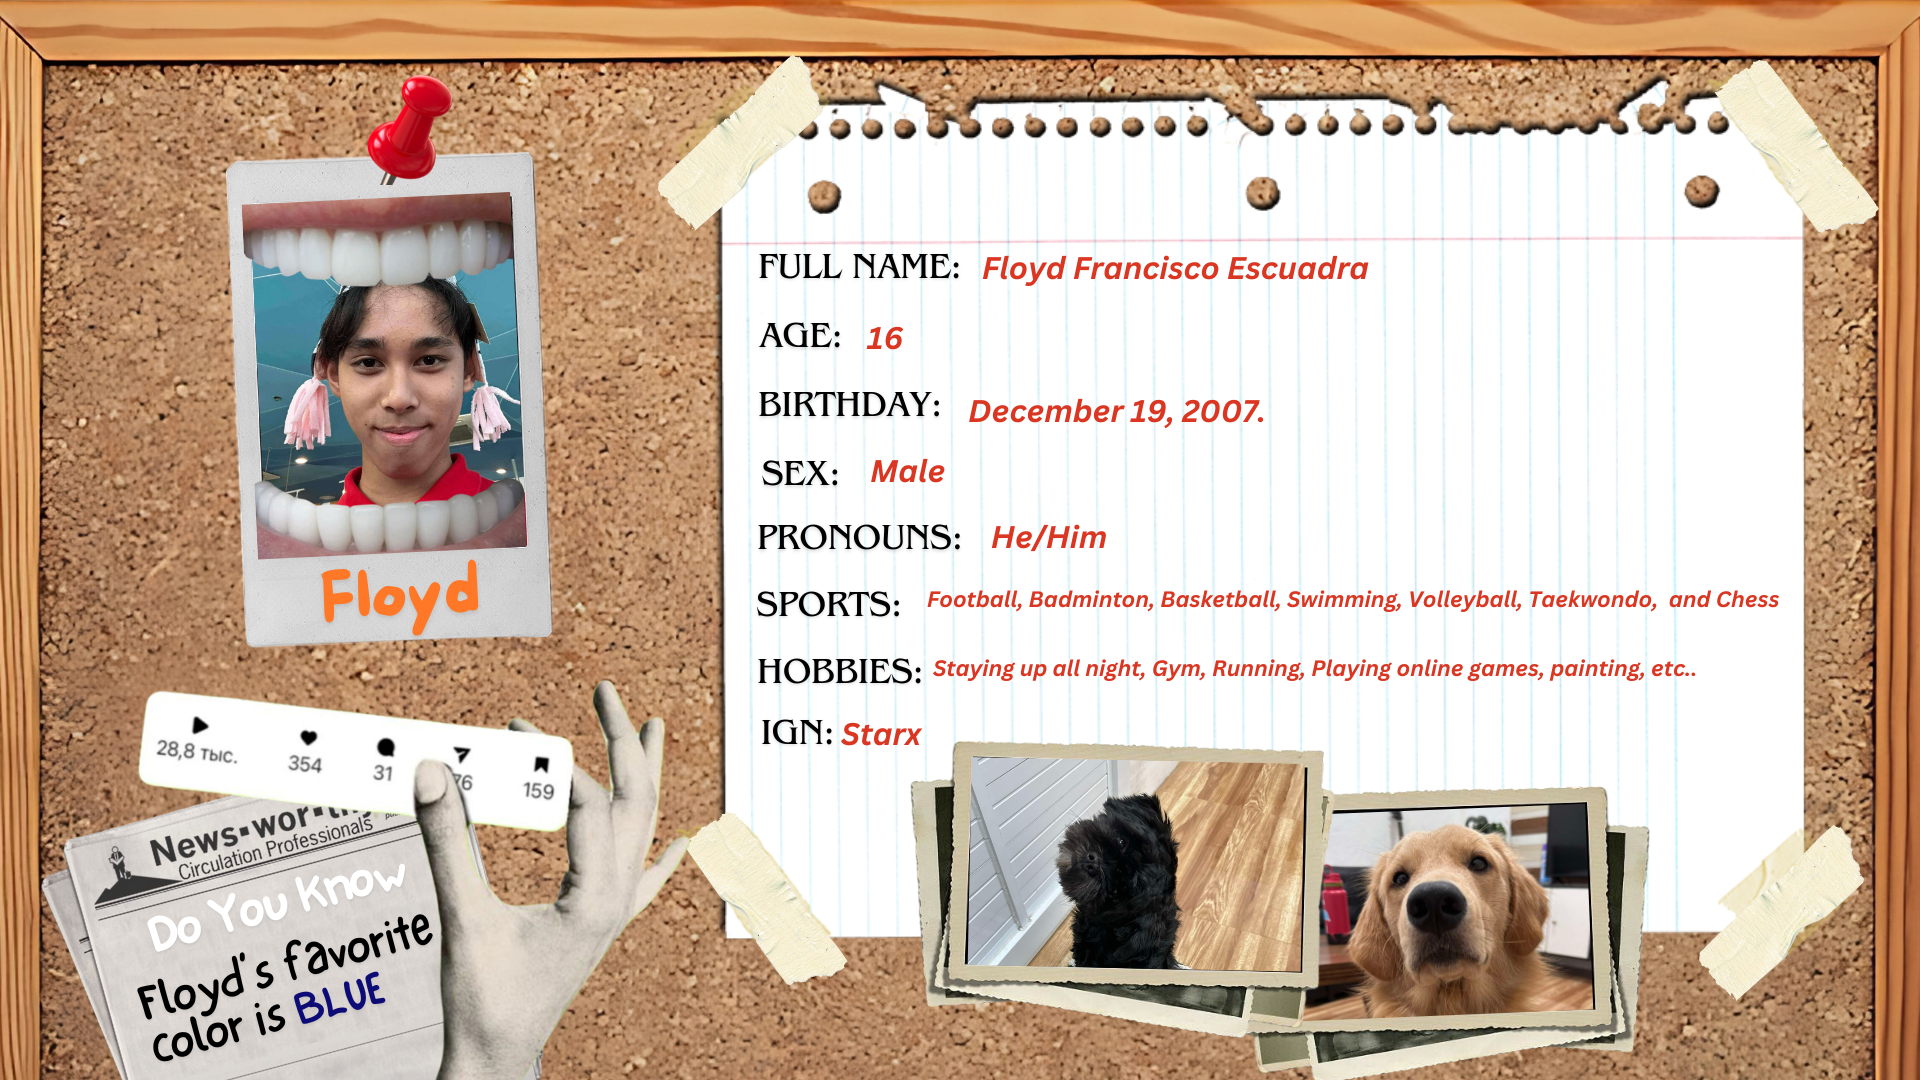 Floyd
FULL NAME: Floyd Francisco Escuadra
AGE: 16
BIRTHDAY: December 19, 2007.
SEX: Male
PRONOUNS: He/Him
SPORTS: Football, Badminton, Basketball, Swimming, Volleyball, Taekwondo, and Chess
HOBBIES: Staying up all night, Gym, Running, Playing online games, painting, etc..
IGN: Starx
28,8 тыс. 354 31 76 159
Circulation Professionals
Do You Know
Floyd's favorite
color is BLUE